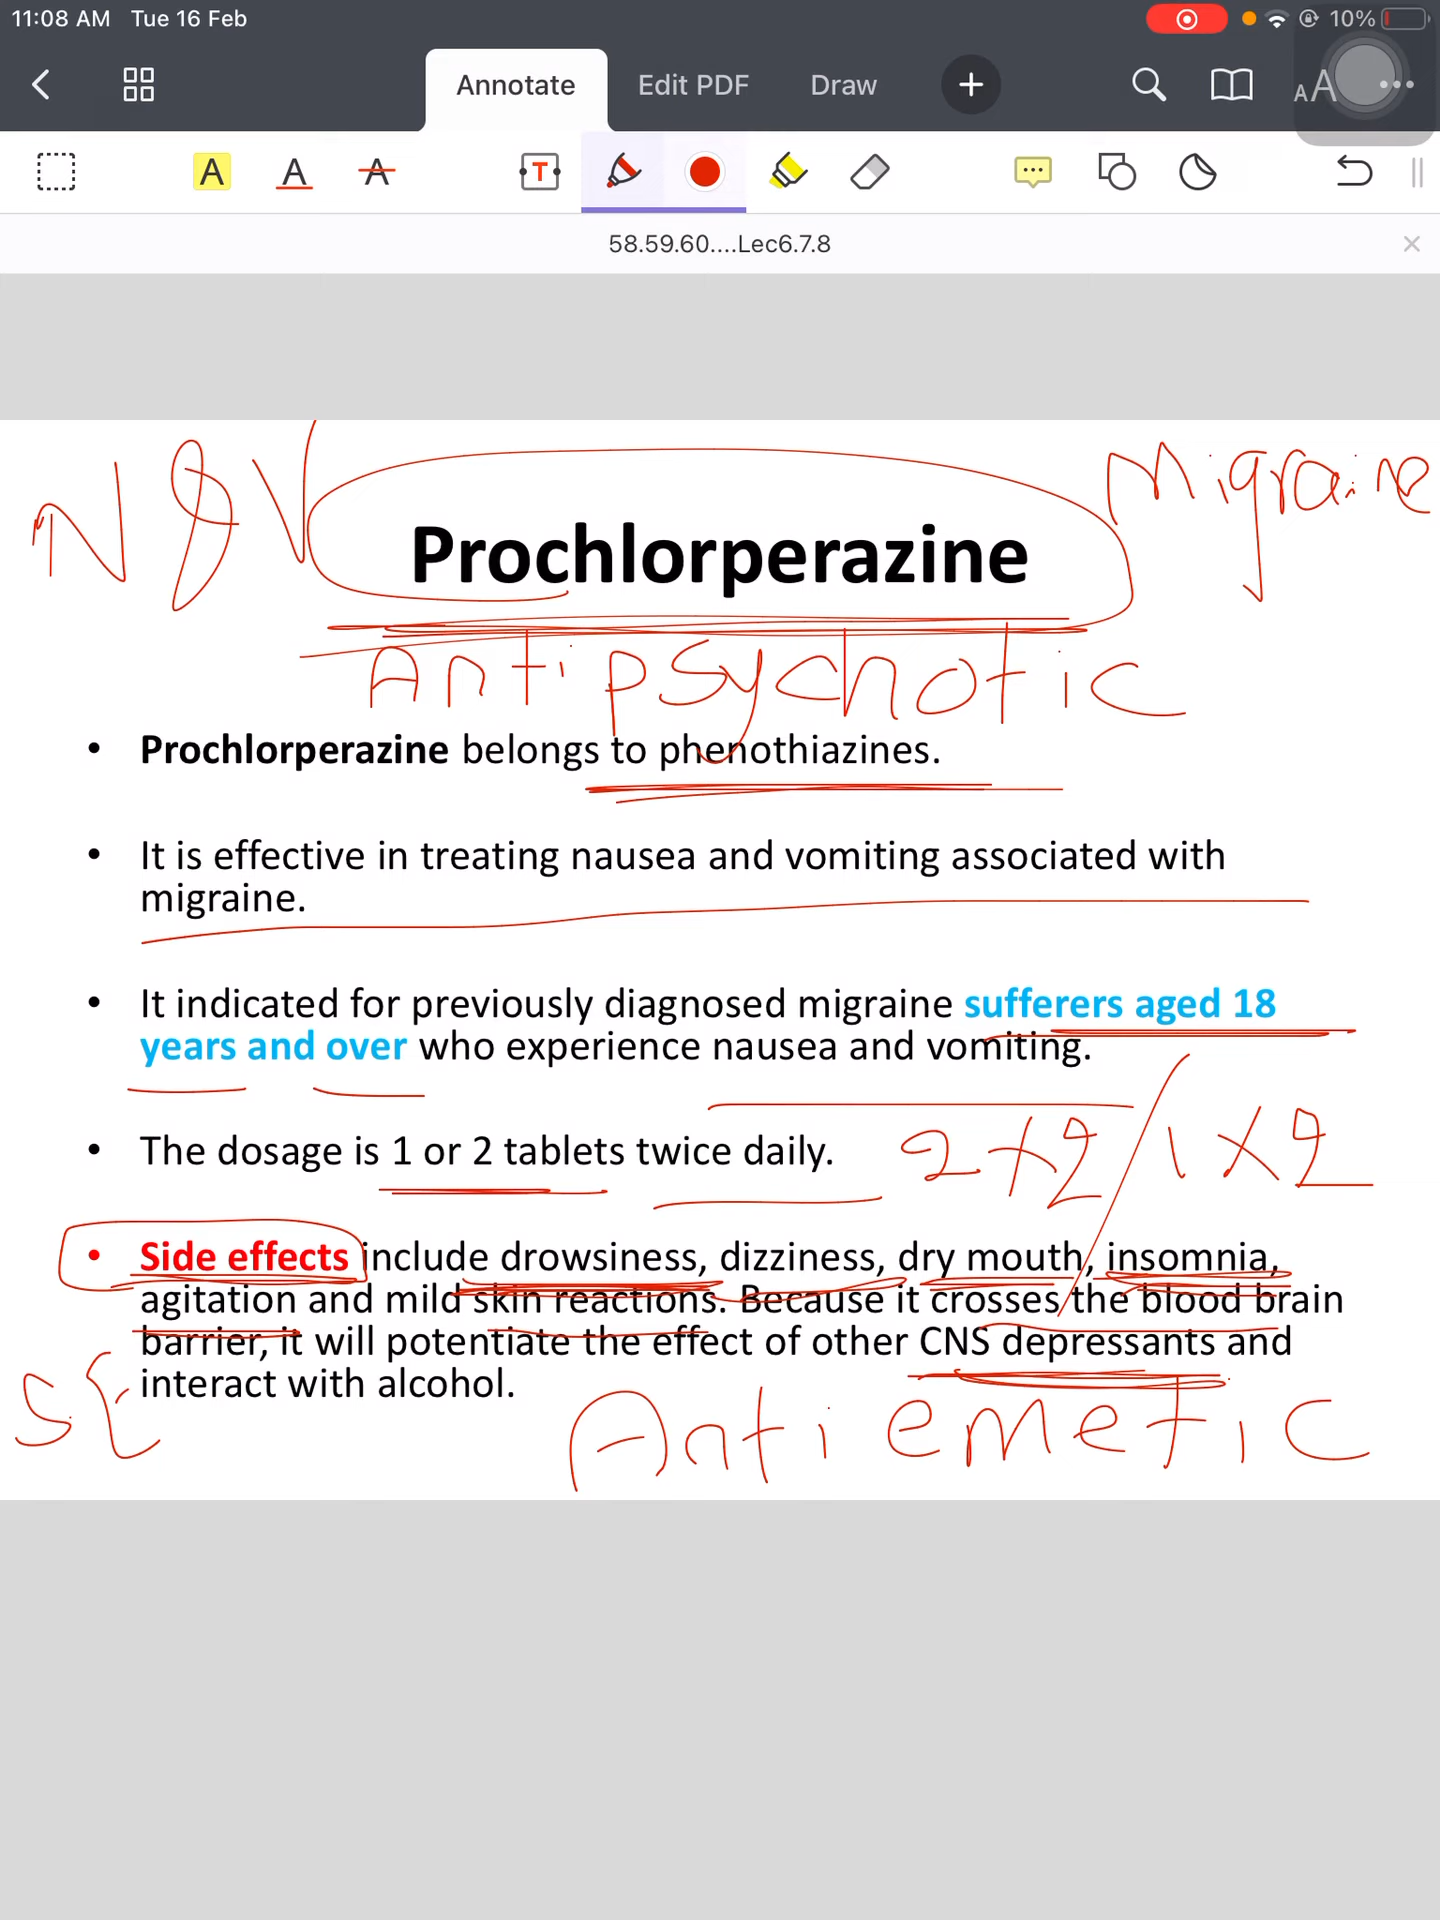 11:08 AM Tue 16 Feb 10%
Annotate Edit PDF Draw
AA
A A A T
58.59.60....Lec6.7.8
N & V Migraine
Prochlorperazine
Antipsychotic
• Prochlorperazine belongs to phenothiazines.
• It is effective in treating nausea and vomiting associated with
migraine.
• It indicated for previously diagnosed migraine sufferers aged 18
years and over who experience nausea and vomiting.
• The dosage is 1 or 2 tablets twice daily. 2 x 2 / 1 x 2
• Side effects include drowsiness, dizziness, dry mouth, insomnia,
agitation and mild skin reactions. Because it crosses the blood brain
barrier, it will potentiate the effect of other CNS depressants and
interact with alcohol.
SE Antiemetic